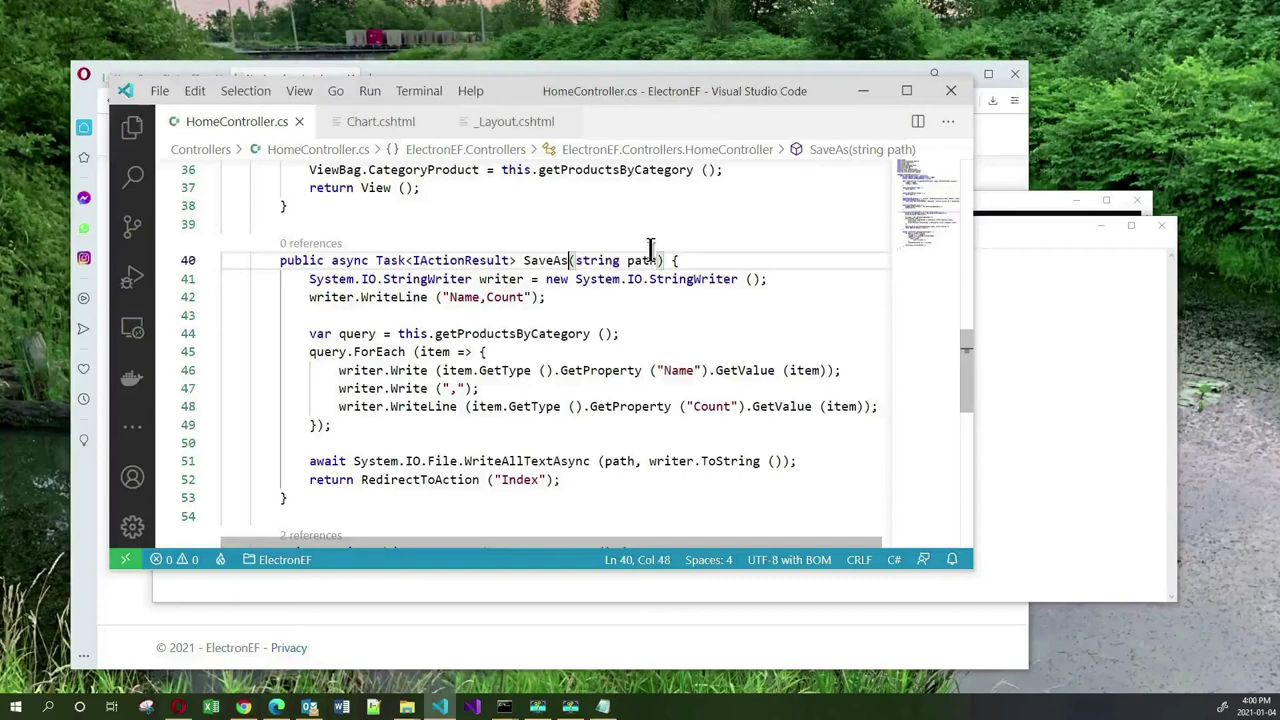 File Edit Selection View Go Run Terminal Help HomeController.cs - ElectronEF - Visual Studio Code
HomeController.cs Chart.cshtml _Layout.cshtml
Controllers > HomeController.cs > {} ElectronEF.Controllers > ElectronEF.Controllers.HomeController > SaveAs(string path)
36 ViewBag.CategoryProduct = this.getProductsByCategory ();
37 return View ();
38 }
39
0 references
40 public async Task<IActionResult> SaveAs(string path) {
41 System.IO.StringWriter writer = new System.IO.StringWriter ();
42 writer.WriteLine ("Name,Count");
43
44 var query = this.getProductsByCategory ();
45 query.ForEach (item => {
46 writer.Write (item.GetType ().GetProperty ("Name").GetValue (item));
47 writer.Write (",");
48 writer.WriteLine (item.GetType ().GetProperty ("Count").GetValue (item));
49 });
50
51 await System.IO.File.WriteAllTextAsync (path, writer.ToString ());
52 return RedirectToAction ("Index");
53 }
54
2 references
0 0 ElectronEF Ln 40, Col 48 Spaces: 4 UTF-8 with BOM CRLF C#
© 2021 - ElectronEF - Privacy
4:00 PM
2021-01-04